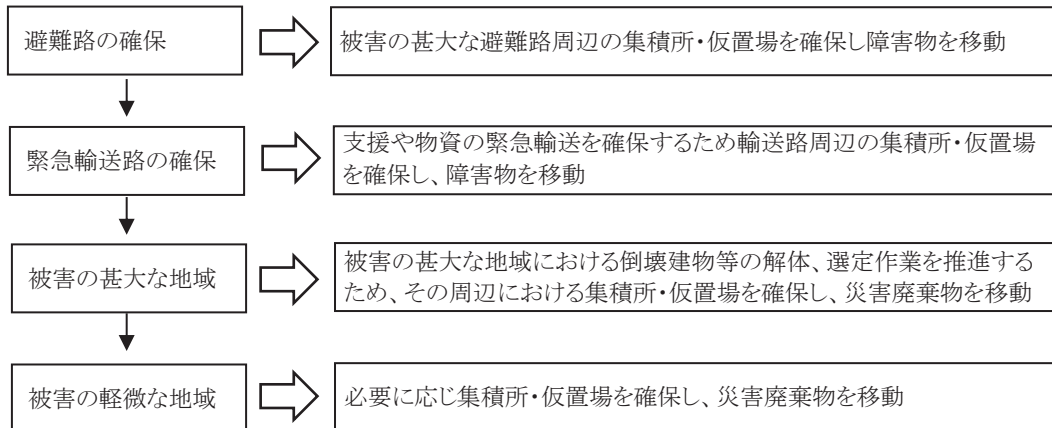 避難路の確保
被害の甚大な避難路周辺の集積所・仮置場を確保し障害物を移動
緊急輸送路の確保
支援や物資の緊急輸送を確保するため輸送路周辺の集積所・仮置場
を確保し、障害物を移動
被害の甚大な地域
被害の甚大な地域における倒壊建物等の解体、選定作業を推進する
ため、その周辺における集積所・仮置場を確保し、災害廃棄物を移動
被害の軽微な地域
必要に応じ集積所・仮置場を確保し、災害廃棄物を移動